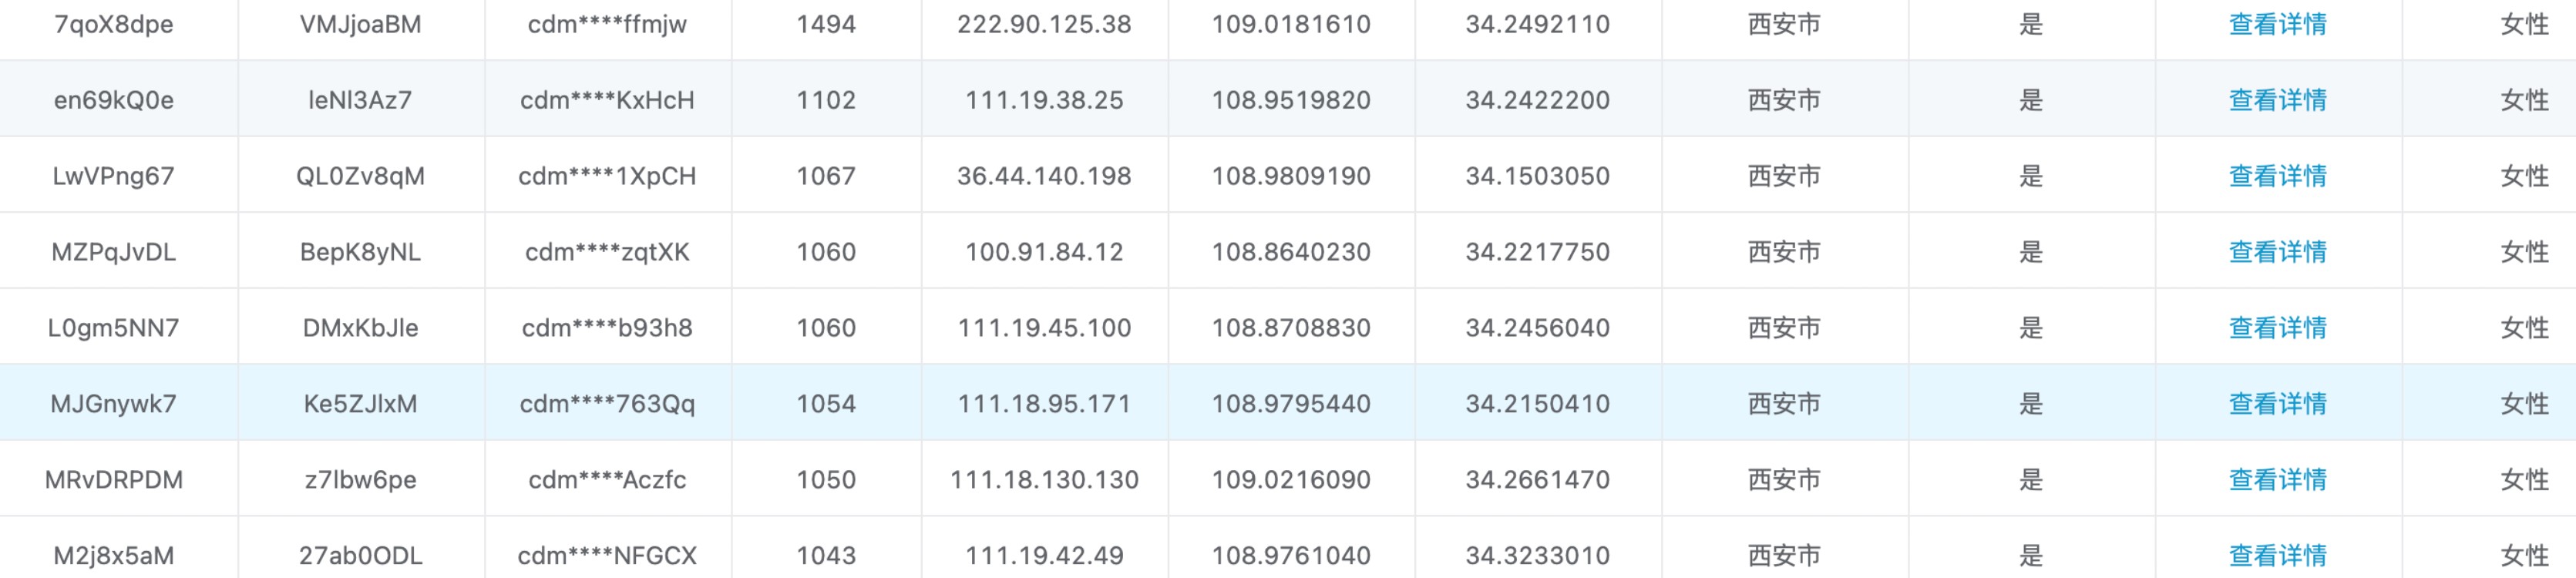 7qoX8dpe VMJjoaBM cdm****ffmjw 1494 222.90.125.38 109.0181610 34.2492110 西安市 是 查看详情 女性
en69kQ0e leNl3Az7 cdm****KxHcH 1102 111.19.38.25 108.9519820 34.2422200 西安市 是 查看详情 女性
LwVPng67 QL0Zv8qM cdm****1XpCH 1067 36.44.140.198 108.9809190 34.1503050 西安市 是 查看详情 女性
MZPqJvDL BepK8yNL cdm****zqtXK 1060 100.91.84.12 108.8640230 34.2217750 西安市 是 查看详情 女性
L0gm5NN7 DMxKbJle cdm****b93h8 1060 111.19.45.100 108.8708830 34.2456040 西安市 是 查看详情 女性
MJGnywk7 Ke5ZJlxM cdm****763Qq 1054 111.18.95.171 108.9795440 34.2150410 西安市 是 查看详情 女性
MRvDRPDM z7lbw6pe cdm****Aczfc 1050 111.18.130.130 109.0216090 34.2661470 西安市 是 查看详情 女性
M2j8x5aM 27ab0ODL cdm****NFGCX 1043 111.19.42.49 108.9761040 34.3233010 西安市 是 查看详情 女性